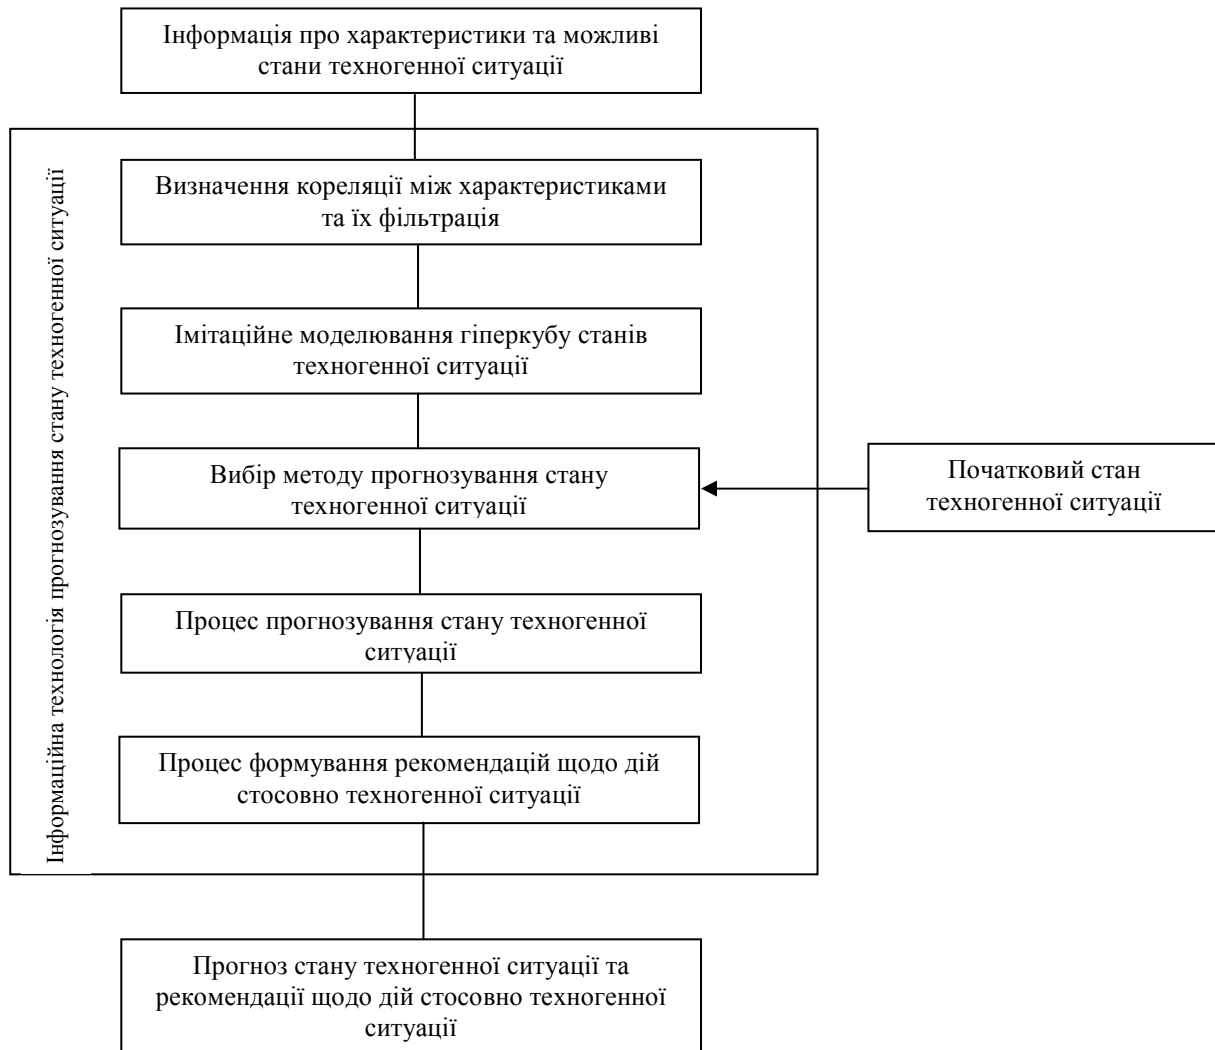 Інформація про характеристики та можливі
стани техногенної ситуації
Інформаційна технологія прогнозування стану техногенної ситуації
Визначення кореляції між характеристиками
та їх фільтрація
Імітаційне моделювання гіперкубу станів
техногенної ситуації
Вибір методу прогнозування стану
техногенної ситуації
Початковий стан
техногенної ситуації
Процес прогнозування стану техногенної
ситуації
Процес формування рекомендацій щодо дій
стосовно техногенної ситуації
Прогноз стану техногенної ситуації та
рекомендації щодо дій стосовно техногенної
ситуації